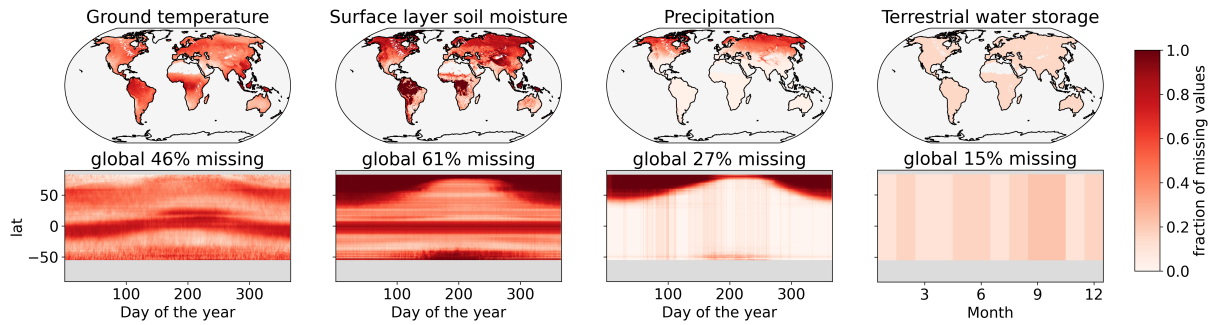 Ground temperature
Surface layer soil moisture
Precipitation
Terrestrial water storage
global 46% missing
global 61% missing
global 27% missing
global 15% missing
lat
50
0
−50
100
200
300
Day of the year
100
200
300
Day of the year
100
200
300
Day of the year
3
6
9
12
Month
1.0
0.8
0.6
0.4
0.2
0.0
fraction of missing values